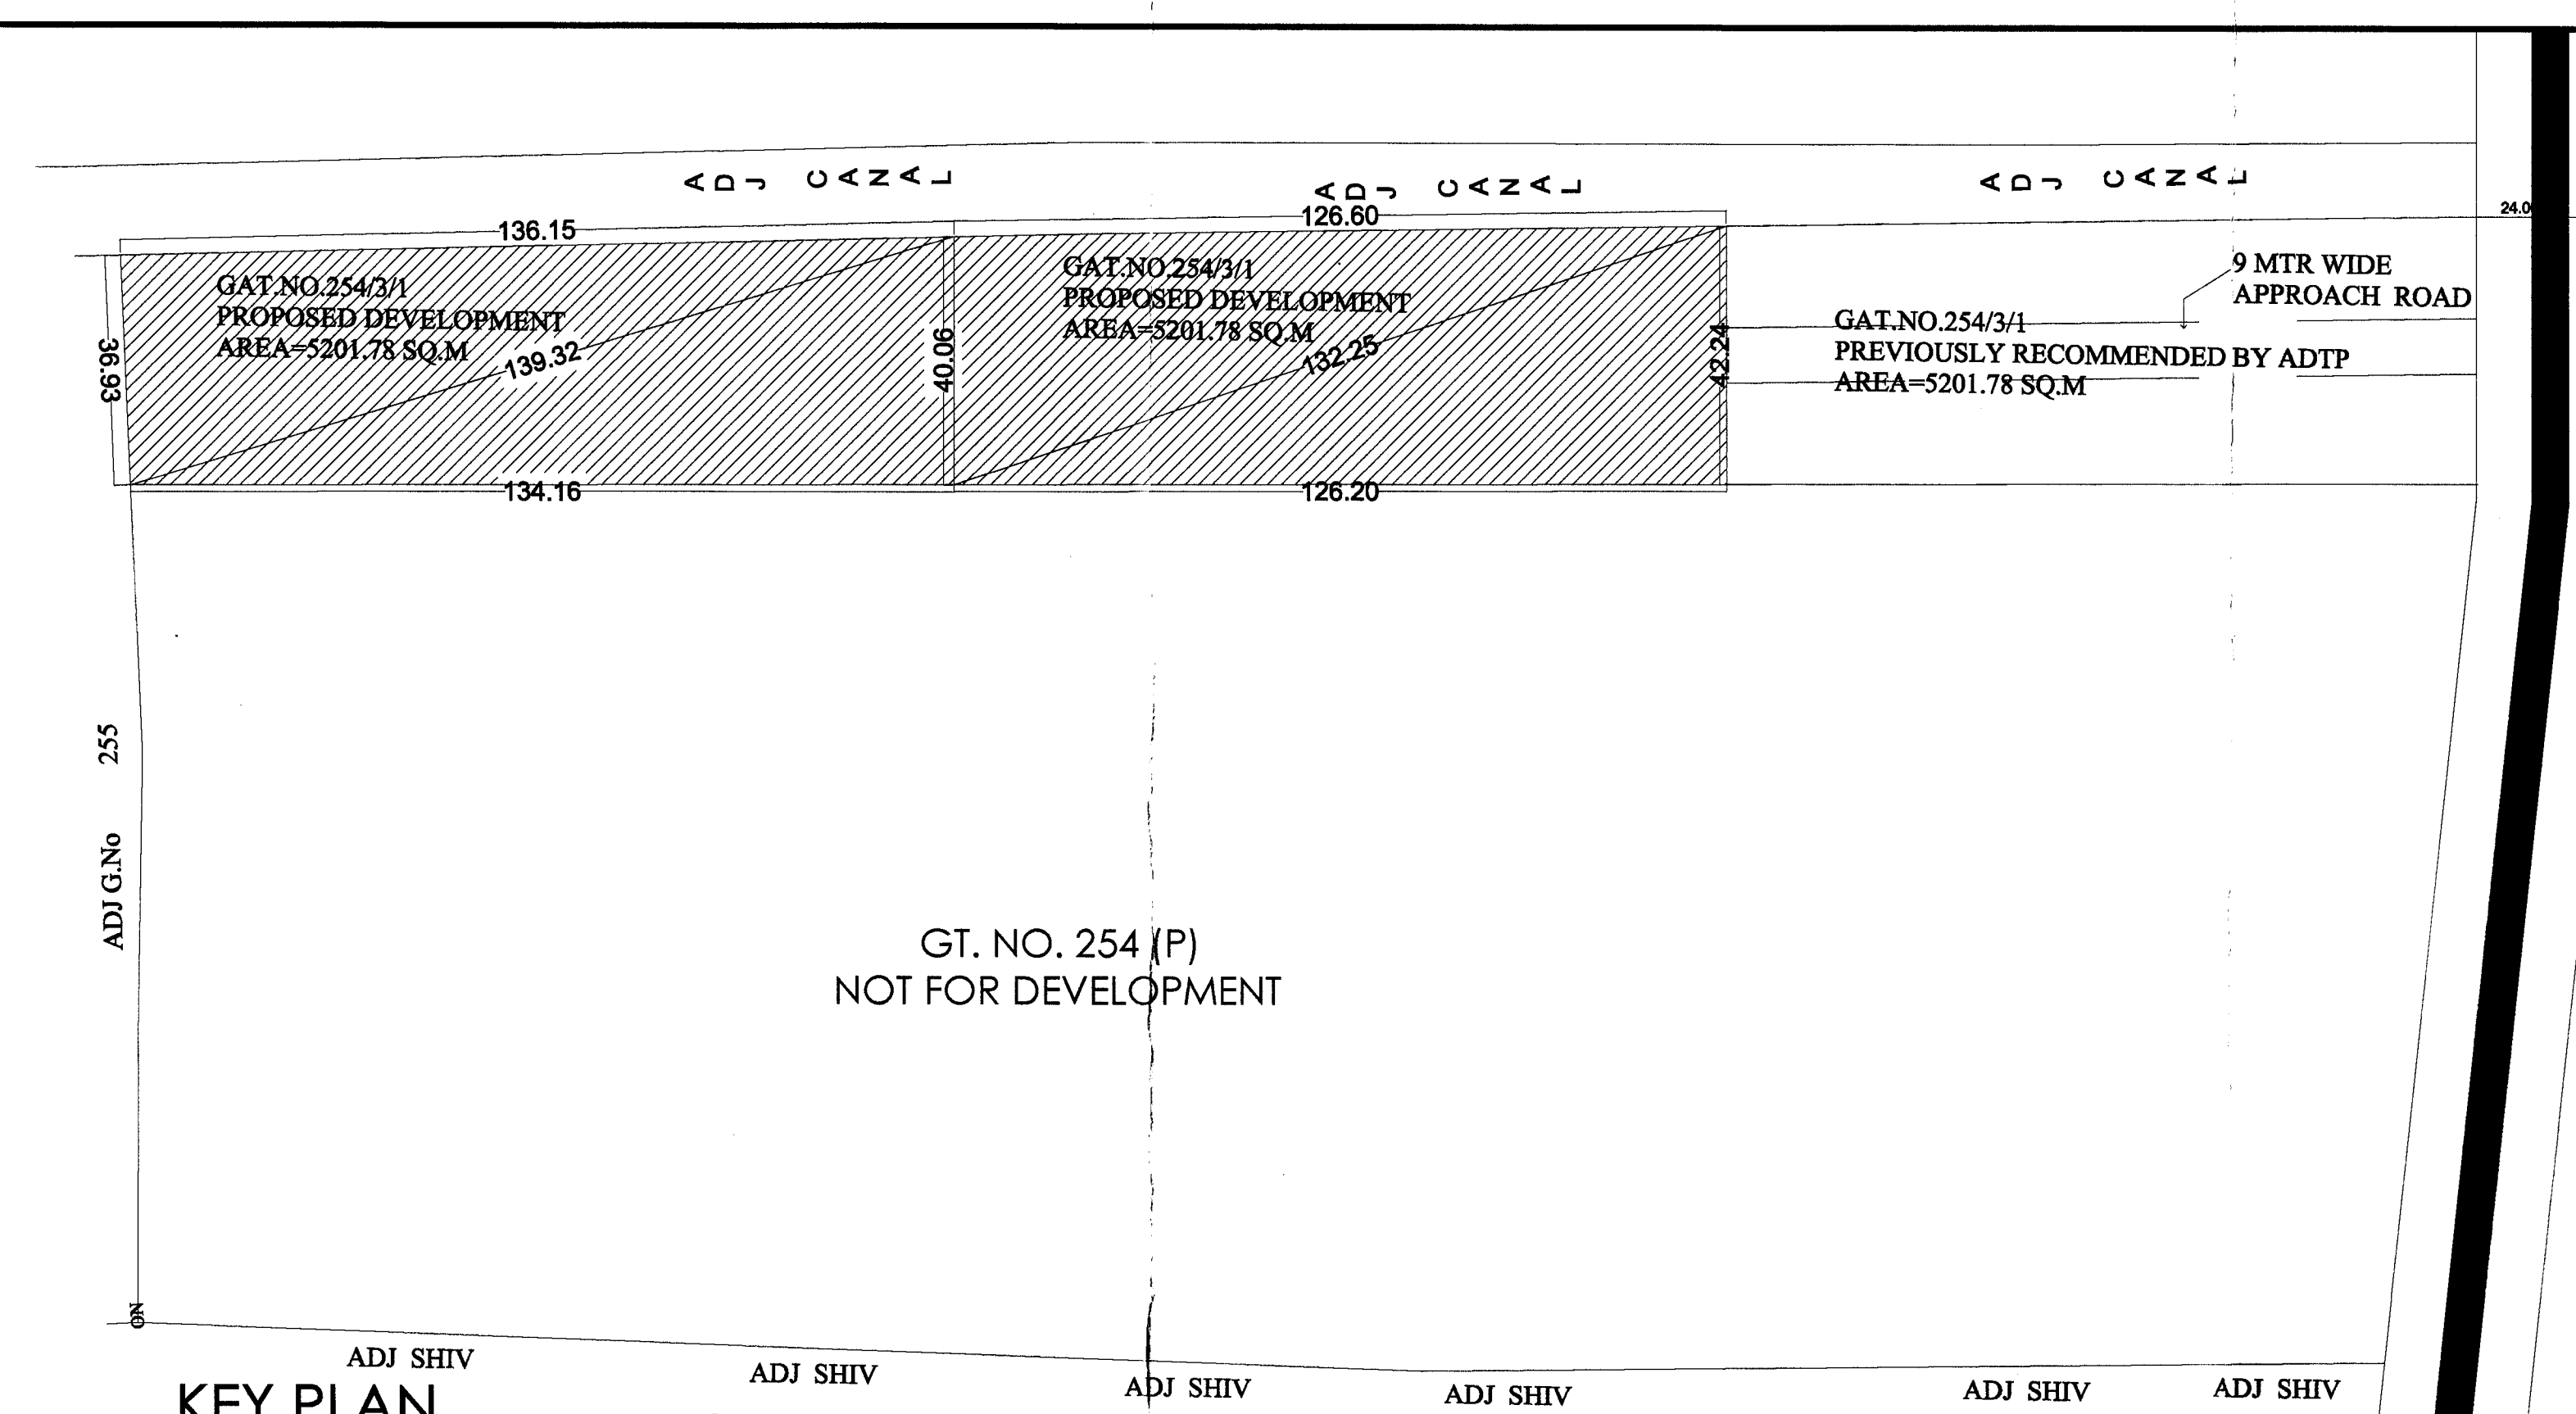 ADJ CANAL
ADJ CANAL
ADJ CANAL
136.15
126.60
24.0
GAT.NO.254/3/1
PROPOSED DEVELOPMENT
AREA=5201.78 SQ.M
139.32
36.93
40.06
GAT.NO.254/3/1
PROPOSED DEVELOPMENT
AREA=5201.78 SQ.M
132.25
42.24
9 MTR WIDE
APPROACH ROAD
GAT.NO.254/3/1
PREVIOUSLY RECOMMENDED BY ADTP
AREA=5201.78 SQ.M
134.16
126.20
ADJ G.No 255
GT. NO. 254 (P)
NOT FOR DEVELOPMENT
NO
ADJ SHIV
ADJ SHIV
ADJ SHIV
ADJ SHIV
ADJ SHIV
ADJ SHIV
KEY PLAN